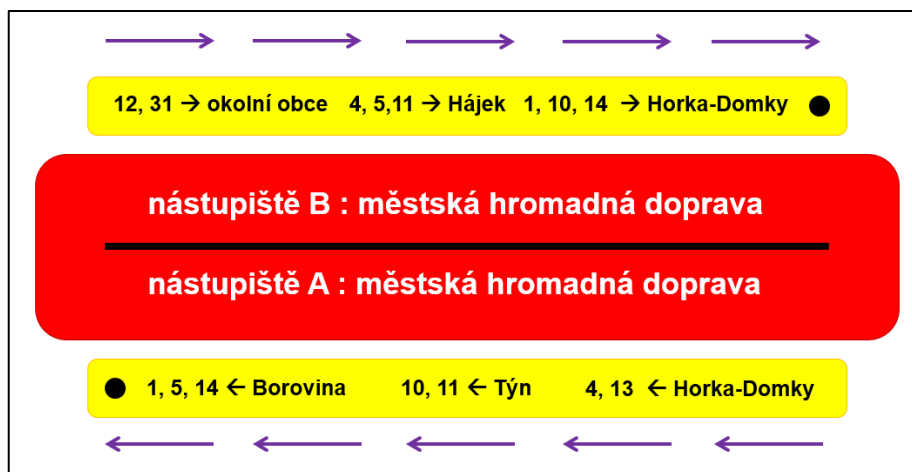 12, 31 → okolní obce 4, 5,11 → Hájek 1, 10, 14 → Horka-Domky
nástupiště B : městská hromadná doprava
nástupiště A : městská hromadná doprava
1, 5, 14 ← Borovina 10, 11 ← Týn 4, 13 ← Horka-Domky